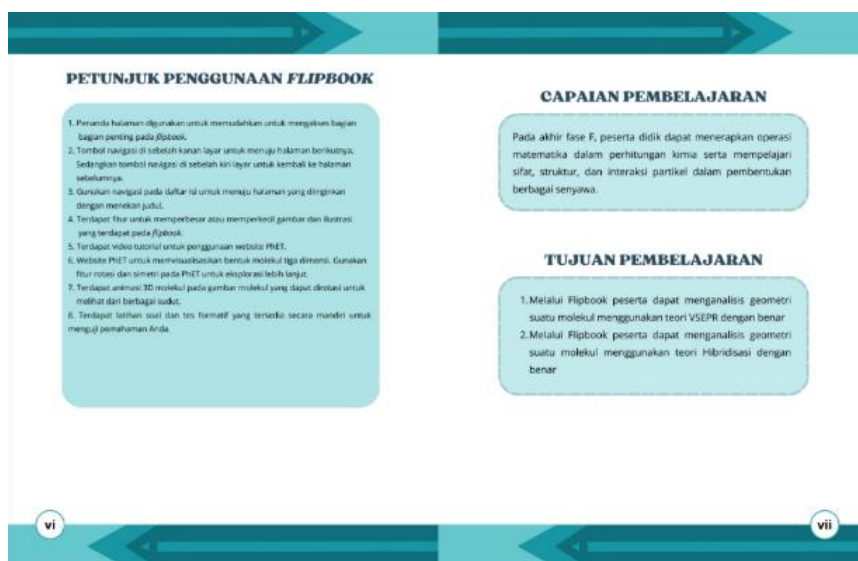 PETUNJUK PENGGUNAAN FLIPBOOK
1. Penanda halaman digunakan untuk memudahkan untuk mengakses bagian
bagian penting pada flipbook.
2. Tombol navigasi di sebelah kanan layar untuk menuju halaman berikutnya.
Sedangkan tombol navigasi di sebelah kiri layar untuk kembali ke halaman
sebelumnya.
3. Gunakan navigasi pada daftar isi untuk menuju halaman yang diinginkan
dengan menekan judul.
4. Terdapat fitur untuk memperbesar atau memperkecil gambar dan ilustrasi
yang terdapat pada flipbook.
5. Terdapat video tutorial untuk penggunaan website PhET.
6. Website PhET untuk memvisualisasikan bentuk molekul tiga dimensi. Gunakan
fitur rotasi dan simetri pada PhET untuk eksplorasi lebih lanjut.
7. Terdapat animasi 3D molekul pada gambar molekul yang dapat dirotasi untuk
melihat dari berbagai sudut.
8. Terdapat latihan soal dan tes formatif yang tersedia secara mandiri untuk
menguji pemahaman Anda.
vi
CAPAIAN PEMBELAJARAN
Pada akhir fase F, peserta didik dapat menerapkan operasi
matematika dalam perhitungan kimia serta mempelajari
sifat, struktur, dan interaksi partikel dalam pembentukan
berbagai senyawa.
TUJUAN PEMBELAJARAN
1. Melalui Flipbook peserta dapat menganalisis geometri
suatu molekul menggunakan teori VSEPR dengan benar
2. Melalui Flipbook peserta dapat menganalisis geometri
suatu molekul menggunakan teori Hibridisasi dengan
benar
vii